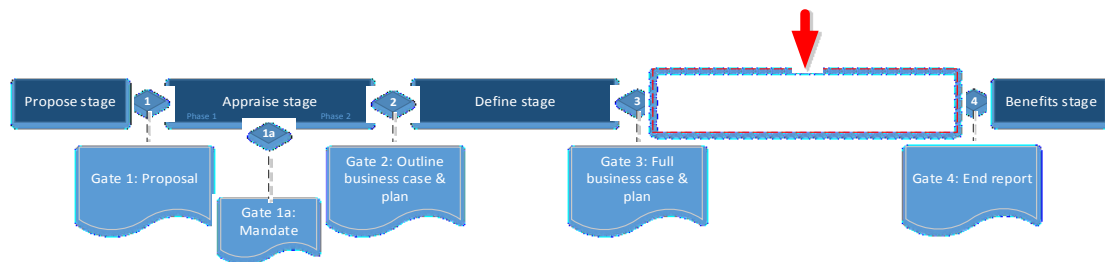 Propose stage
1
Appraise stage
Phase 1
Phase 2
1a
2
Define stage
3
4
Benefits stage
Gate 1: Proposal
Gate 1a:
Mandate
Gate 2: Outline
business case &
plan
Gate 3: Full
business case &
plan
Gate 4: End report